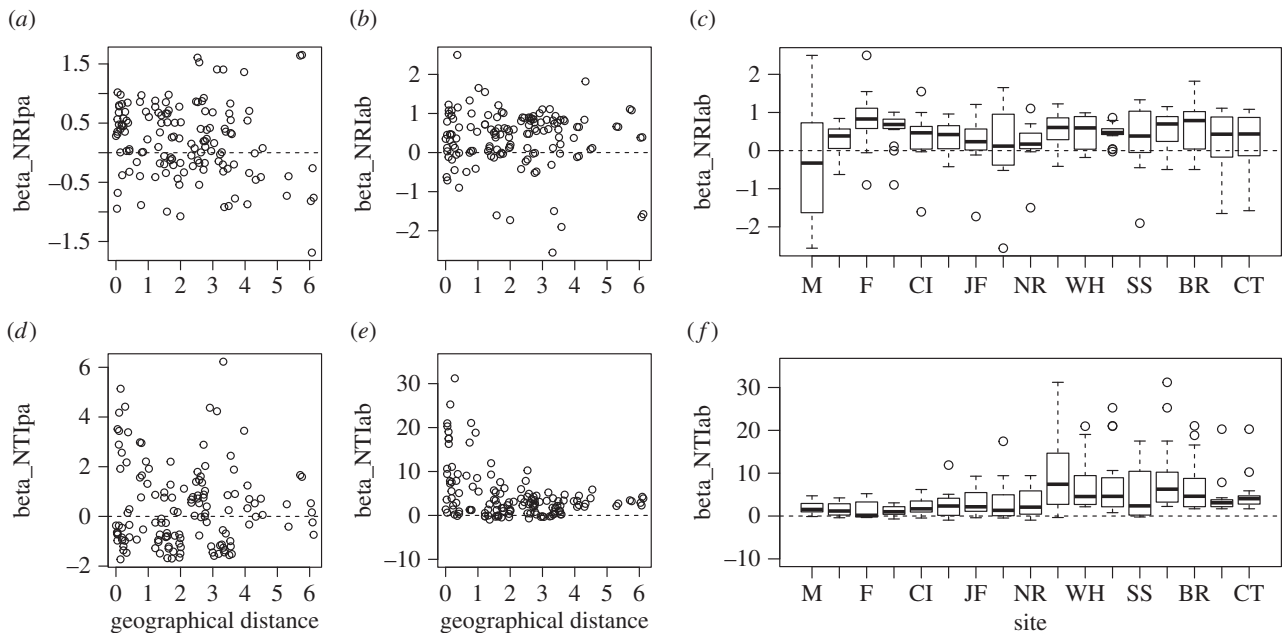 (a)
(b)
(c)
beta_NRIpa
1.5
0.5
−0.5
−1.5
0 1 2 3 4 5 6
beta_NRIab
2
1
0
−2
0 1 2 3 4 5 6
beta_NRIab
2
1
0
−1
−2
M F CI JF NR WH SS BR CT
(d)
(e)
(f)
beta_NTIpa
6
4
2
0
−2
0 1 2 3 4 5 6
geographical distance
beta_NTIab
30
20
10
0
−10
0 1 2 3 4 5 6
geographical distance
beta_NTIab
30
20
10
0
−10
M F CI JF NR WH SS BR CT
site